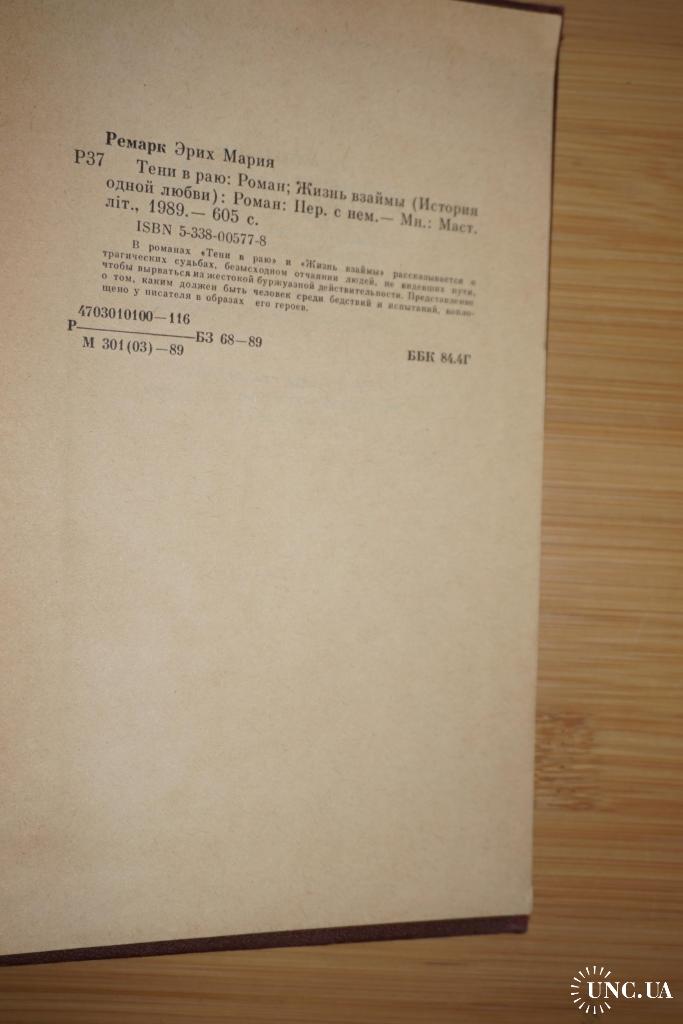 Ремарк Эрих Мария
Р37 Тени в раю: Роман; Жизнь взаймы (История
одной любви): Роман: Пер. с нем.— Мн.: Маст.
літ., 1989.— 605 с.
ISBN 5-338-00577-8
В романах «Тени в раю» и «Жизнь взаймы» рассказывается о
трагических судьбах, безысходном отчаянии людей, не видевших пути,
чтобы вырваться из жестокой буржуазной действительности. Представление
о том, каким должен быть человек среди бедствий и испытаний, вопло-
щено у писателя в образах его героев.
4703010100—116
Р————БЗ 68—89
М 301(03)—89
ББК 84.4Г
UNC.UA